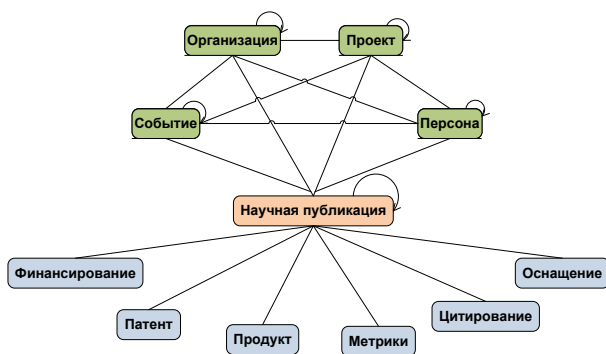 Организация
Проект
Событие
Персона
Научная публикация
Финансирование
Оснащение
Патент
Цитирование
Продукт
Метрики